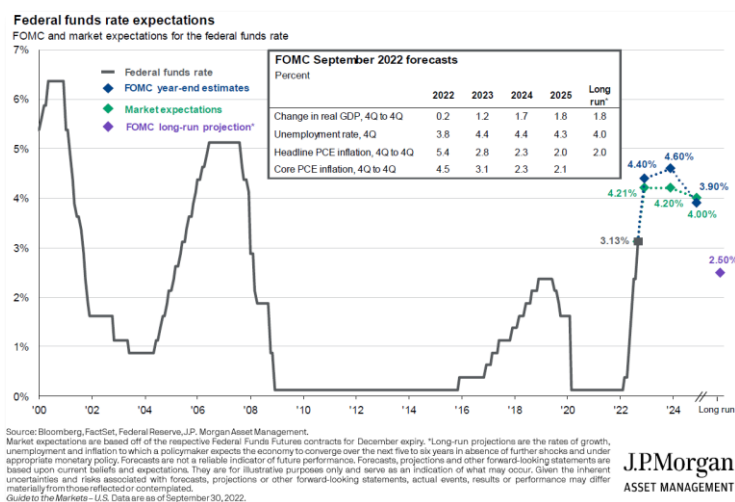 Federal funds rate expectations
FOMC and market expectations for the federal funds rate
7%
6%
5%
4%
3%
2%
1%
0%
Federal funds rate
FOMC year-end estimates
Market expectations
FOMC long-run projection*
FOMC September 2022 forecasts
Percent
2022 2023 2024 2025 Long run*
Change in real GDP, 4Q to 4Q 0.2 1.2 1.7 1.8 1.8
Unemployment rate, 4Q 3.8 4.4 4.4 4.3 4.0
Headline PCE inflation, 4Q to 4Q 5.4 2.8 2.3 2.0 2.0
Core PCE inflation, 4Q to 4Q 4.5 3.1 2.3 2.1
4.40%
4.60%
3.90%
4.21%
4.20%
4.00%
3.13%
2.50%
'00 '02 '04 '06 '08 '10 '12 '14 '16 '18 '20 '22 '24 Long run
Source: Bloomberg, FactSet, Federal Reserve, J.P. Morgan Asset Management.
Market expectations are based off of the respective Federal Funds Futures contracts for December expiry. *Long-run projections are the rates of growth,
unemployment and inflation to which a policymaker expects the economy to converge over the next five to six years in absence of further shocks and under
appropriate monetary policy. Forecasts are not a reliable indicator of future performance. Forecasts, projections and other forward-looking statements are
based upon current beliefs and expectations. They are for illustrative purposes only and serve as an indication of what may occur. Given the inherent
uncertainties and risks associated with forecasts, projections or other forward-looking statements, actual events, results or performance may differ
materially from those reflected or contemplated.
Guide to the Markets – U.S. Data are as of September 30, 2022.
J.P.Morgan
ASSET MANAGEMENT